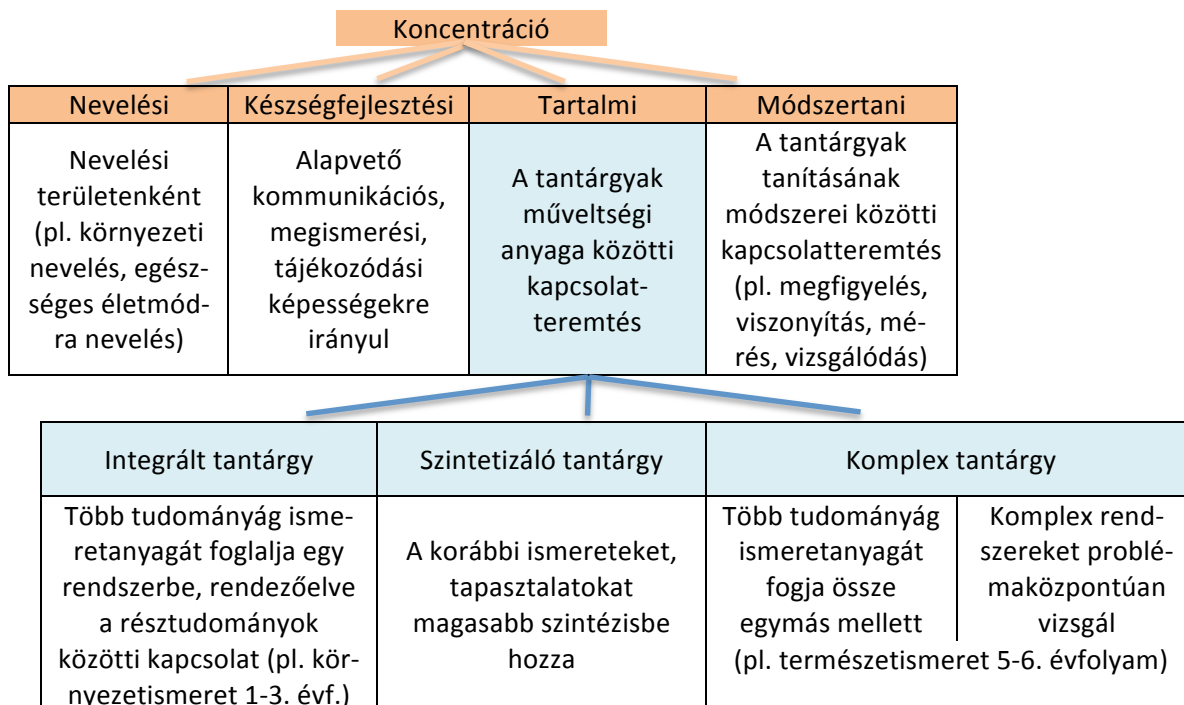 Koncentráció
Nevelési
Készségfejlesztési
Tartalmi
Módszertani
Nevelési
területenként
(pl. környezeti
nevelés, egész-
séges életmód-
ra nevelés)
Alapvető
kommunikációs,
megismerési,
tájékozódási
képességekre
irányul
A tantárgyak
műveltségi
anyaga közötti
kapcsolat-
teremtés
A tantárgyak
tanításának
módszerei közötti
kapcsolatteremtés
(pl. megfigyelés,
viszonyítás, mé-
rés, vizsgálódás)
Integrált tantárgy
Szintetizáló tantárgy
Komplex tantárgy
Több tudományág isme-
retanyagát foglalja egy
rendszerbe, rendezőelve
a résztudományok
közötti kapcsolat (pl. kör-
nyezetismeret 1-3. évf.)
A korábbi ismereteket,
tapasztalatokat
magasabb szintézisbe
hozza
Több tudományág
ismeretanyagát
fogja össze
egymás mellett
Komplex rend-
szereket problé-
maközpontúan
vizsgál
(pl. természetismeret 5-6. évfolyam)